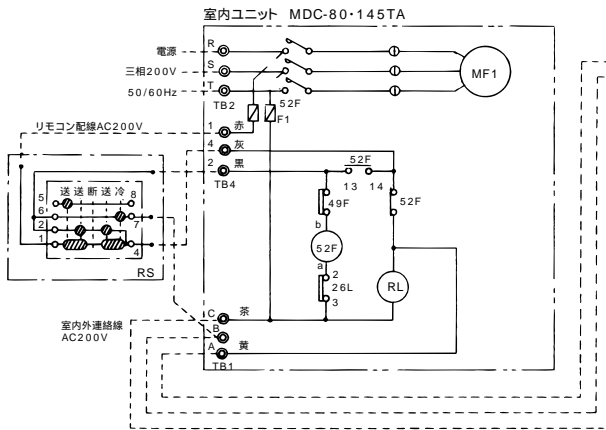 室内ユニット MDC-80・145TA
電源
R
三相200V
S
50/60Hz
T
TB2
52F
F1
MF1
リモコン配線AC200V
1 赤
4 灰
2 黒
TB4
52F
13 14
49F
52F
b
52F
a
2
26L
3
RL
送 送 断 送 冷
5 8
6 7
2
1 4
RS
C 茶
室内外連絡線
AC200V
B
A 黄
TB1